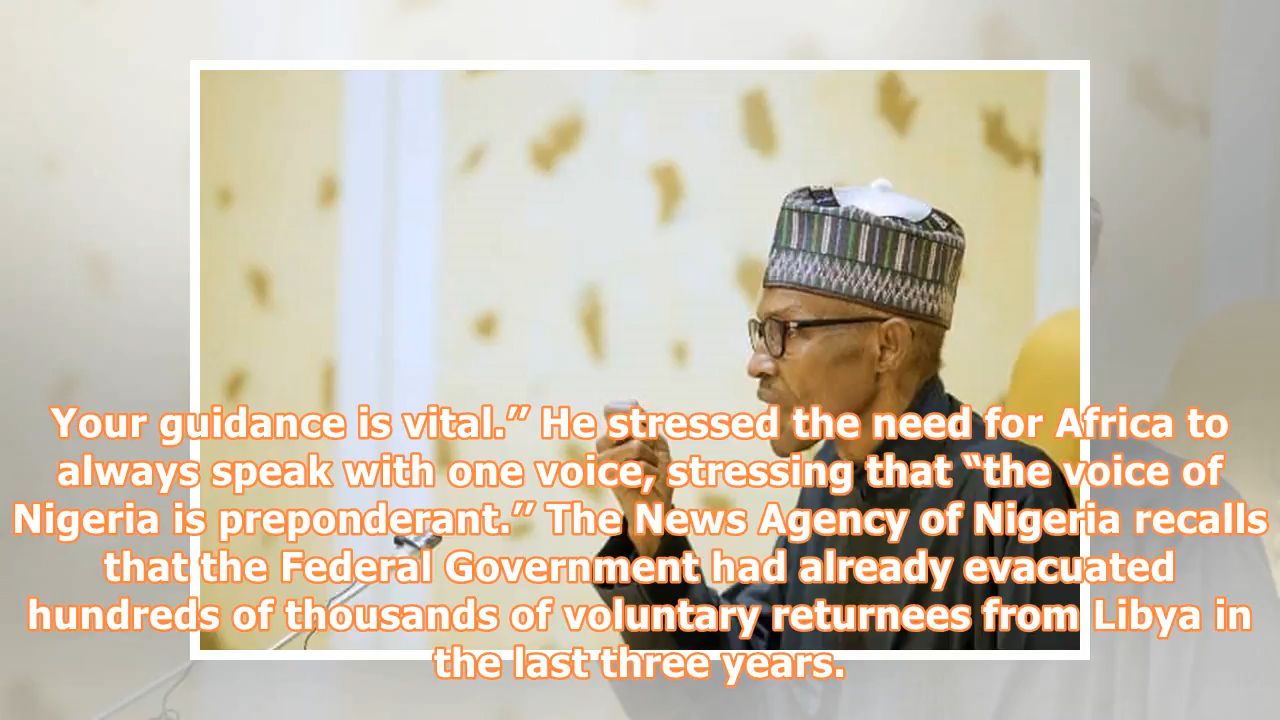 Your guidance is vital.” He stressed the need for Africa to
always speak with one voice, stressing that “the voice of
Nigeria is preponderant.” The News Agency of Nigeria recalls
that the Federal Government had already evacuated
hundreds of thousands of voluntary returnees from Libya in
the last three years.